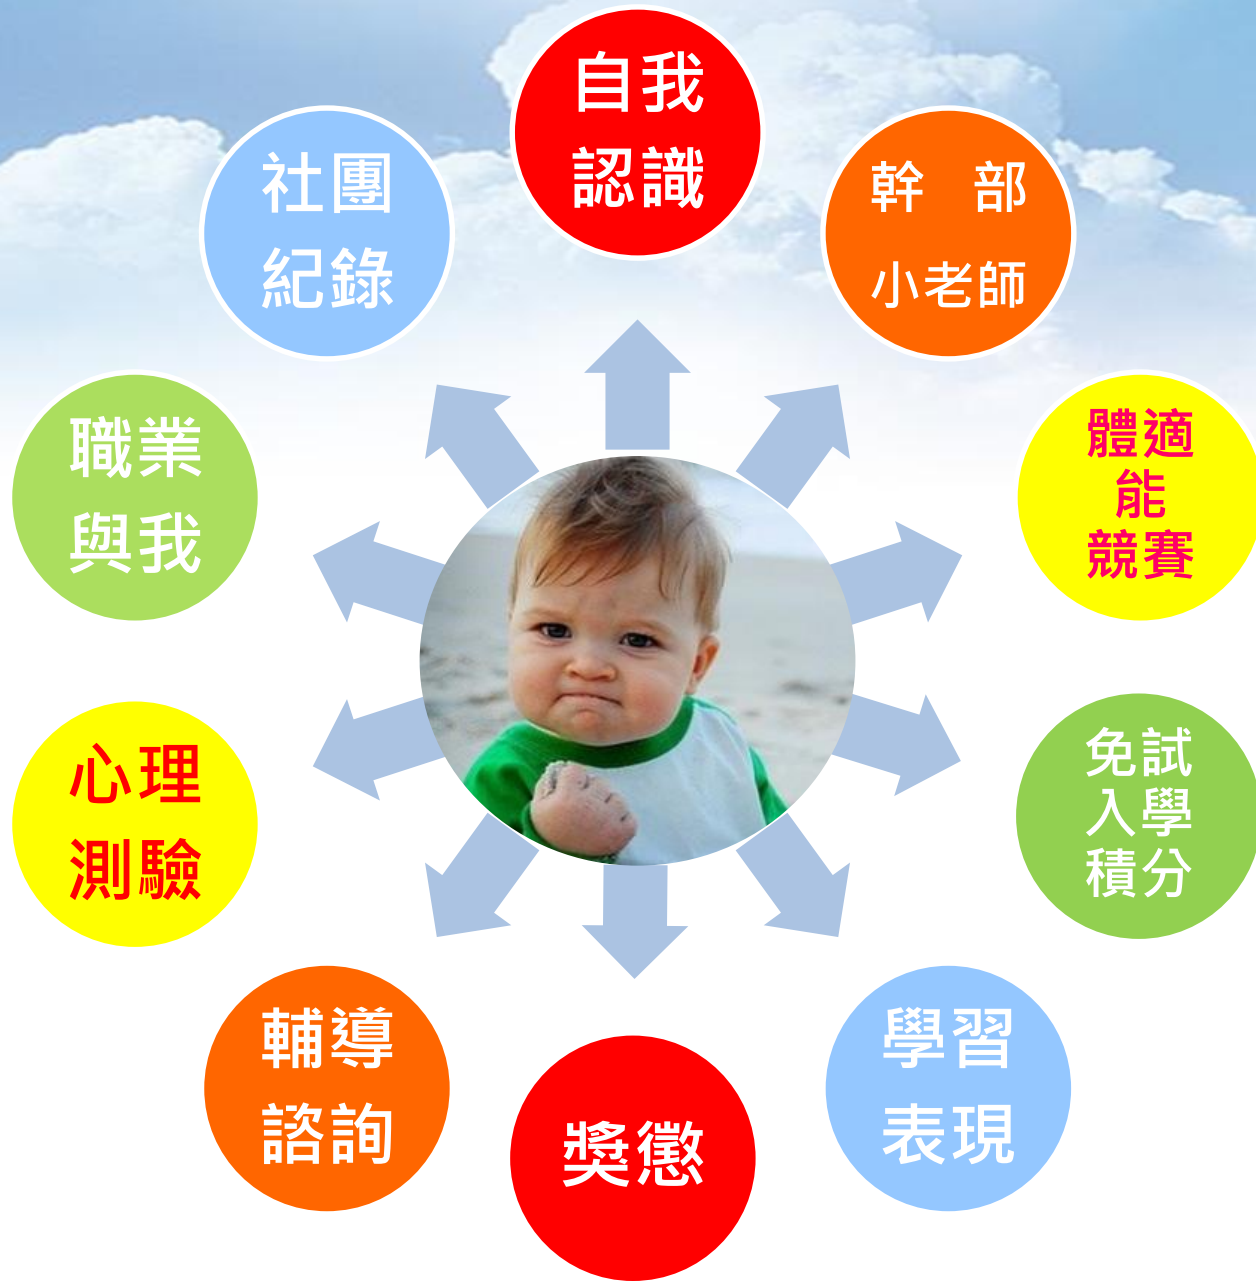 自我
認識
幹 部
小老師
體適
能
競賽
免試
入學
積分
學習
表現
獎懲
輔導
諮詢
心理
測驗
職業
與我
社團
紀錄